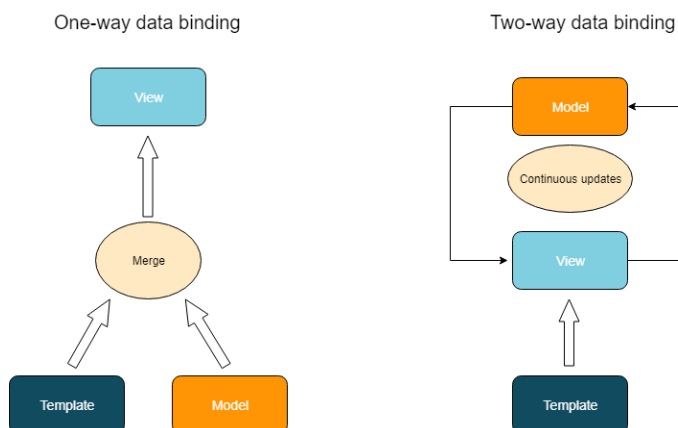 One-way data binding
View
Merge
Template
Model
Two-way data binding
Model
Continuous updates
View
Template